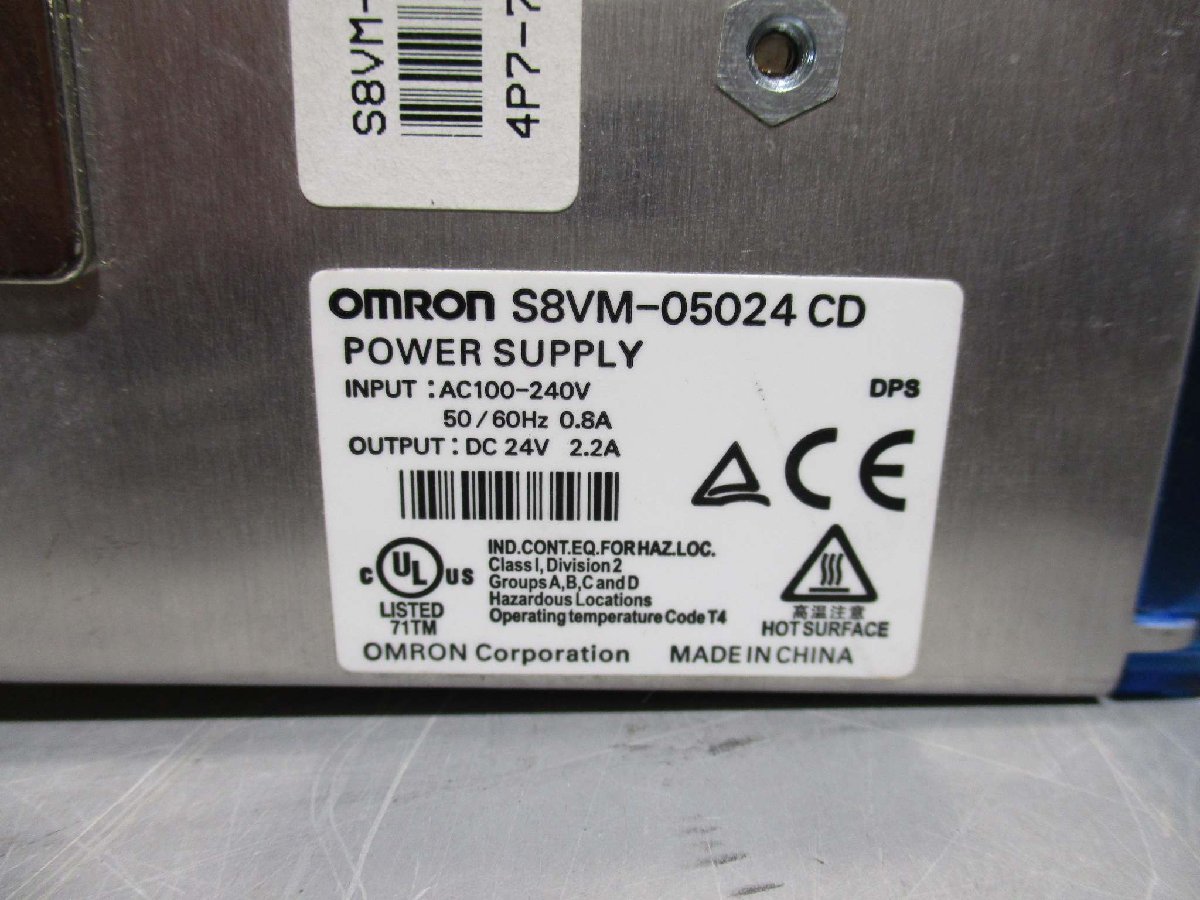 S8VM-
4P7-7
OMRON S8VM-05024 CD
POWER SUPPLY
INPUT : AC100-240V
50/60Hz 0.8A
OUTPUT : DC 24V 2.2A
DPS
CE
C UL US
LISTED
71TM
IND.CONT.EQ.FOR HAZ.LOC.
Class I, Division 2
Groups A, B, C and D
Hazardous Locations
Operating temperature Code T4
高温注意
HOT SURFACE
OMRON Corporation MADE IN CHINA